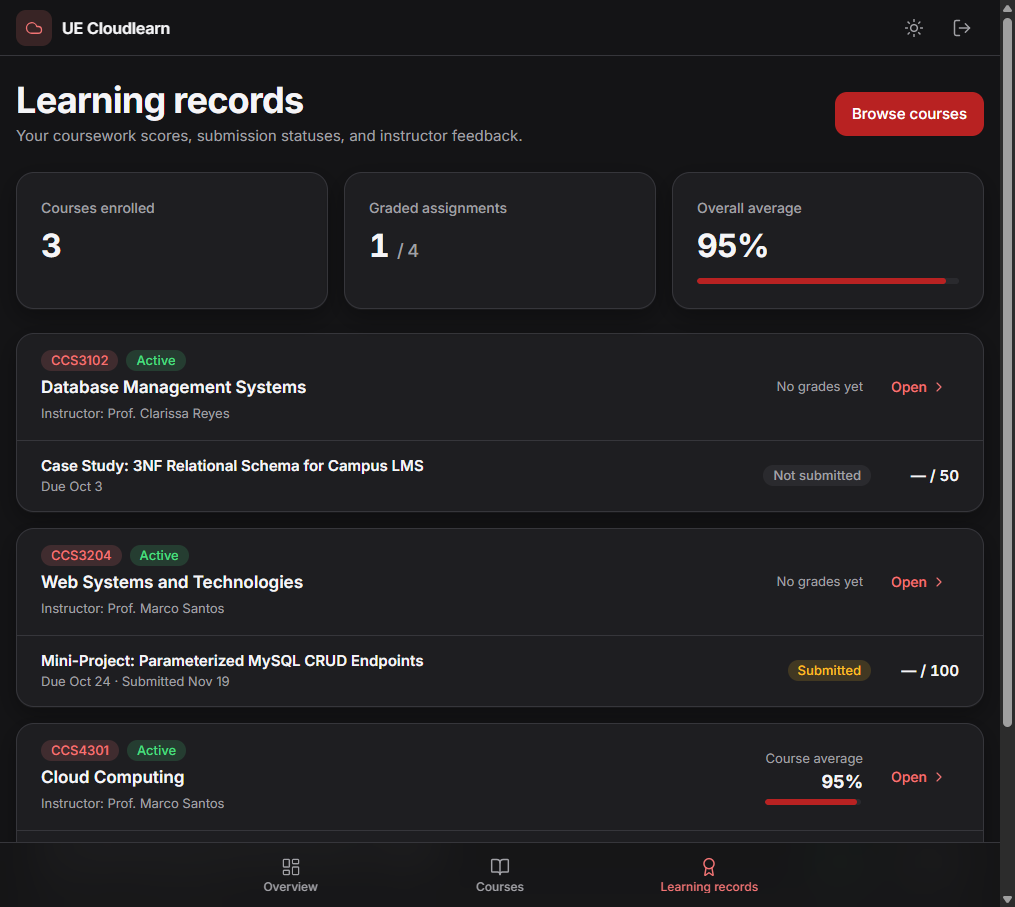 UE Cloudlearn
Learning records
Your coursework scores, submission statuses, and instructor feedback.
Browse courses
Courses enrolled
3
Graded assignments
1 / 4
Overall average
95%
CCS3102 Active
Database Management Systems
Instructor: Prof. Clarissa Reyes
No grades yet
Open
Case Study: 3NF Relational Schema for Campus LMS
Due Oct 3
Not submitted
— / 50
CCS3204 Active
Web Systems and Technologies
Instructor: Prof. Marco Santos
No grades yet
Open
Mini-Project: Parameterized MySQL CRUD Endpoints
Due Oct 24 · Submitted Nov 19
Submitted
— / 100
CCS4301 Active
Cloud Computing
Instructor: Prof. Marco Santos
Course average
95%
Open
Overview
Courses
Learning records